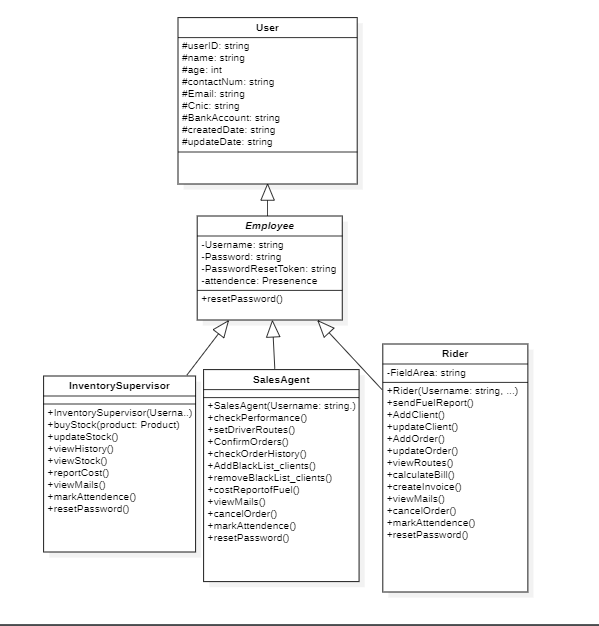 User
#userID: string
#name: string
#age: int
#contactNum: string
#Email: string
#Cnic: string
#BankAccount: string
#createdDate: string
#updateDate: string
Employee
-Username: string
-Password: string
-PasswordResetToken: string
-attendence: Presenence
+resetPassword()
InventorySupervisor
+InventorySupervisor(Userna..)
+buyStock(product: Product)
+updateStock()
+viewHistory()
+viewStock()
+reportCost()
+viewMails()
+markAttendence()
+resetPassword()
SalesAgent
+SalesAgent(Username: string.)
+checkPerformance()
+setDriverRoutes()
+ConfirmOrders()
+checkOrderHistory()
+AddBlackList_clients()
+removeBlackList_clients()
+costReportofFuel()
+viewMails()
+cancelOrder()
+markAttendence()
+resetPassword()
Rider
-FieldArea: string
+Rider(Username: string, ...)
+sendFuelReport()
+AddClient()
+updateClient()
+AddOrder()
+updateOrder()
+viewRoutes()
+calculateBill()
+createInvoice()
+viewMails()
+cancelOrder()
+markAttendence()
+resetPassword()